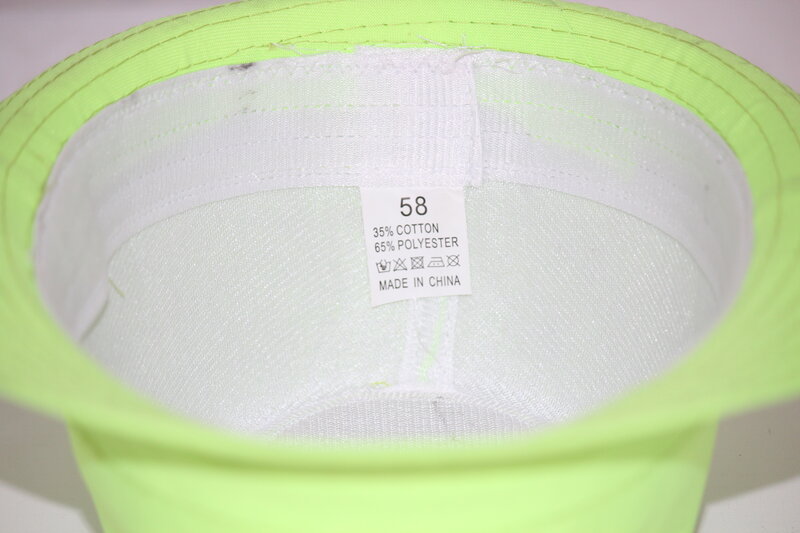 58
35% COTTON
65% POLYESTER
MADE IN CHINA